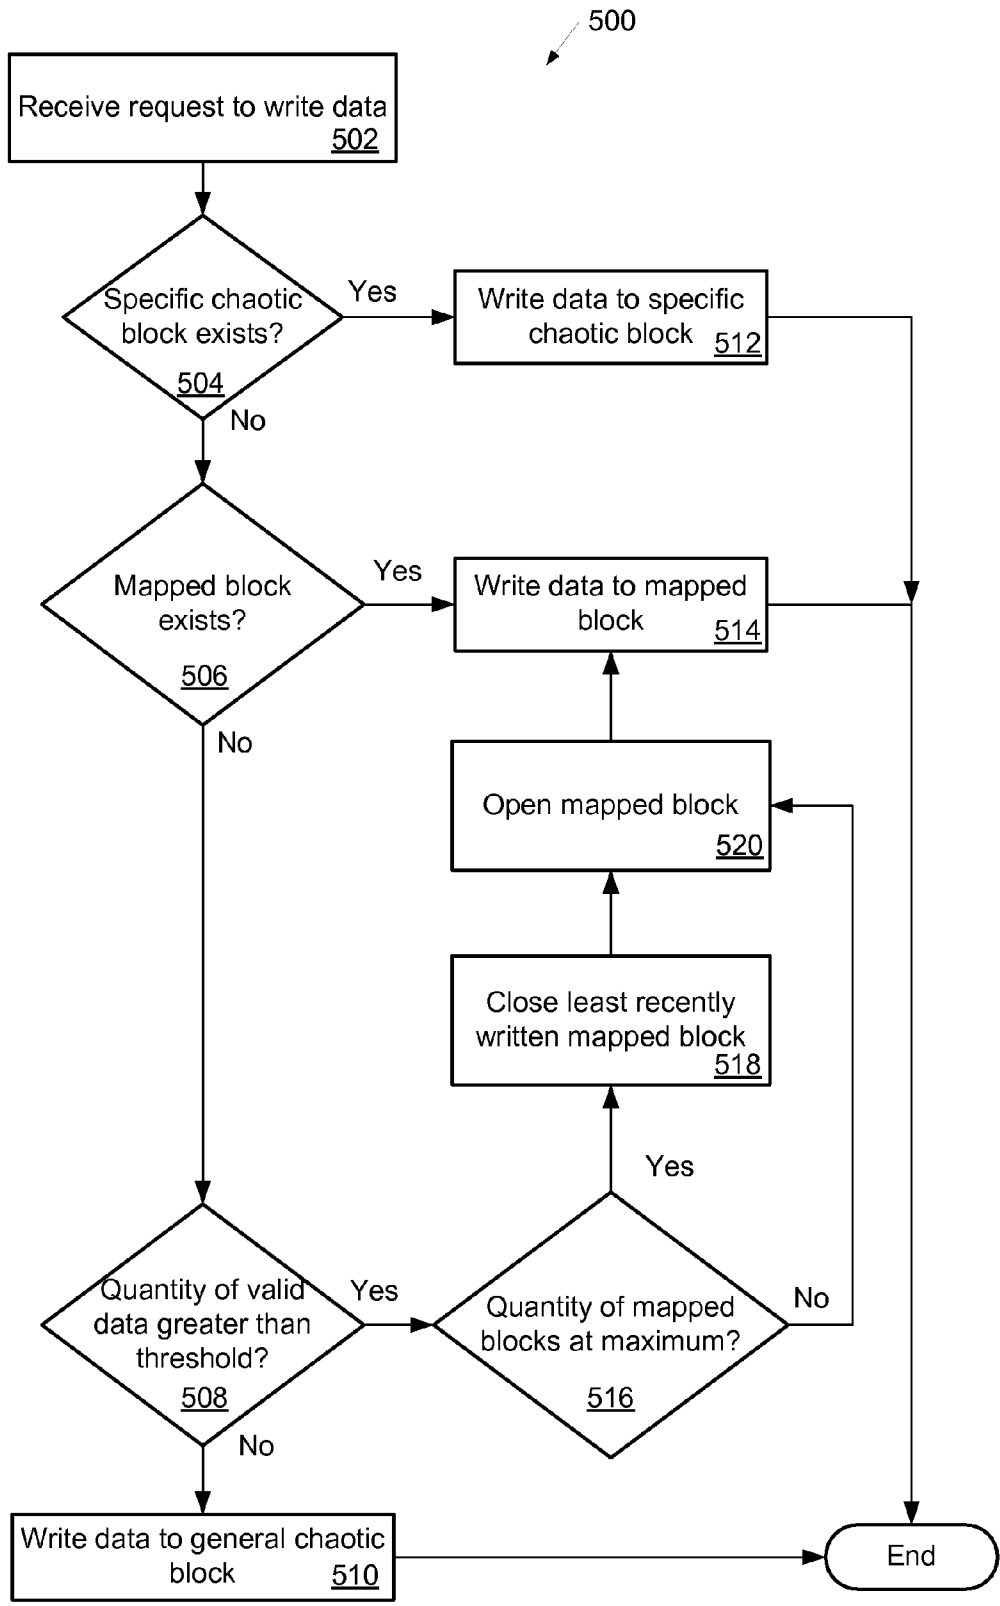 500
Receive request to write data
502
Specific chaotic
block exists?
504
Yes
No
Write data to specific
chaotic block
512
Mapped block
exists?
506
Yes
No
Write data to mapped
block
514
Open mapped block
520
Close least recently
written mapped block
518
Yes
Quantity of valid
data greater than
threshold?
508
Yes
No
Quantity of mapped
blocks at maximum?
516
No
Write data to general chaotic
block
510
End